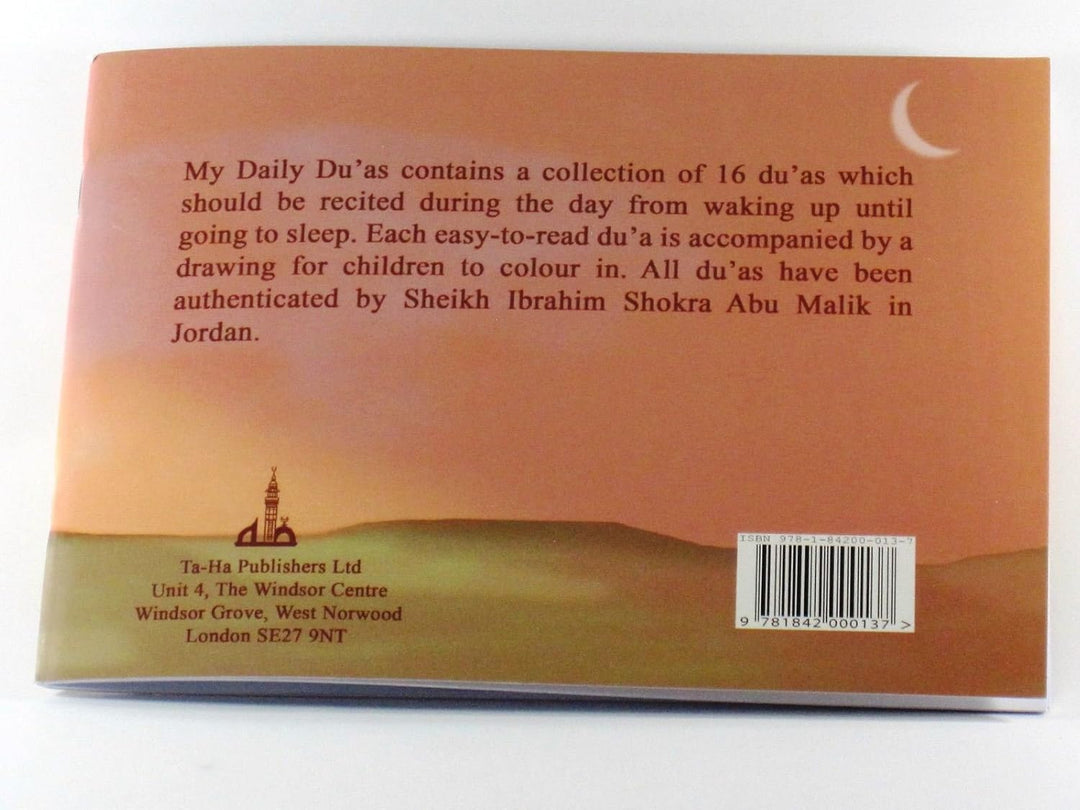 My Daily Du'as contains a collection of 16 du'as which
should be recited during the day from waking up until
going to sleep. Each easy-to-read du'a is accompanied by a
drawing for children to colour in. All du'as have been
authenticated by Sheikh Ibrahim Shokra Abu Malik in
Jordan.
Ta-Ha Publishers Ltd
Unit 4, The Windsor Centre
Windsor Grove, West Norwood
London SE27 9NT
ISBN 978-1-84200-013-7
9 781842 000137 >